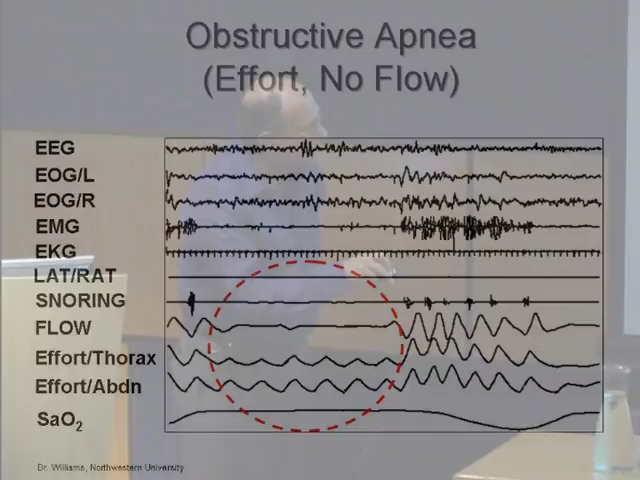 Obstructive Apnea
(Effort, No Flow)
EEG
EOG/L
EOG/R
EMG
EKG
LAT/RAT
SNORING
FLOW
Effort/Thorax
Effort/Abdn
SaO₂
Dr. Williams, Northwestern University